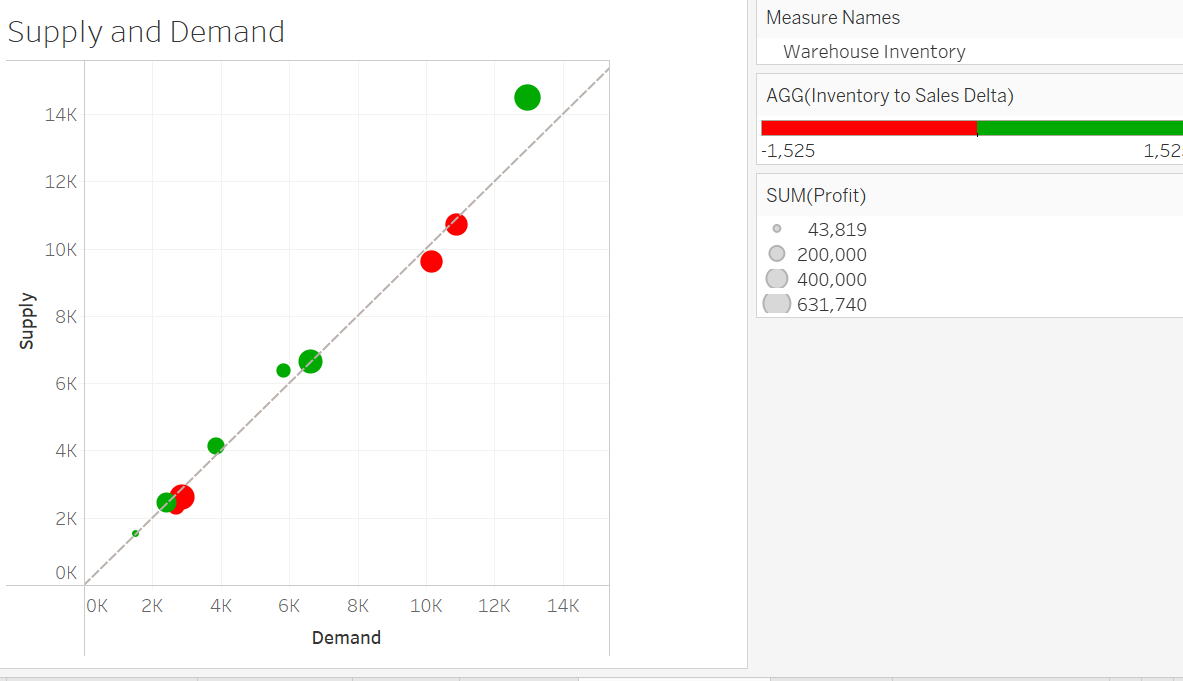 Supply and Demand
14K
12K
10K
8K
6K
4K
2K
0K
Supply
0K 2K 4K 6K 8K 10K 12K 14K
Demand
Measure Names
Warehouse Inventory
AGG(Inventory to Sales Delta)
-1,525 1,52
SUM(Profit)
43,819
200,000
400,000
631,740